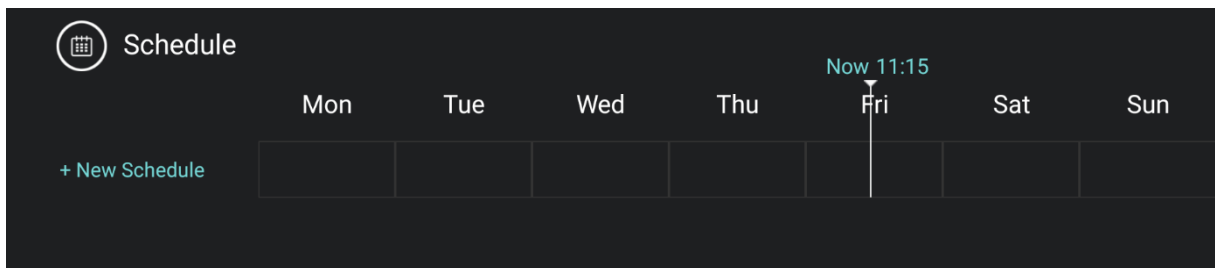 Schedule
Now 11:15
Mon Tue Wed Thu Fri Sat Sun
+ New Schedule